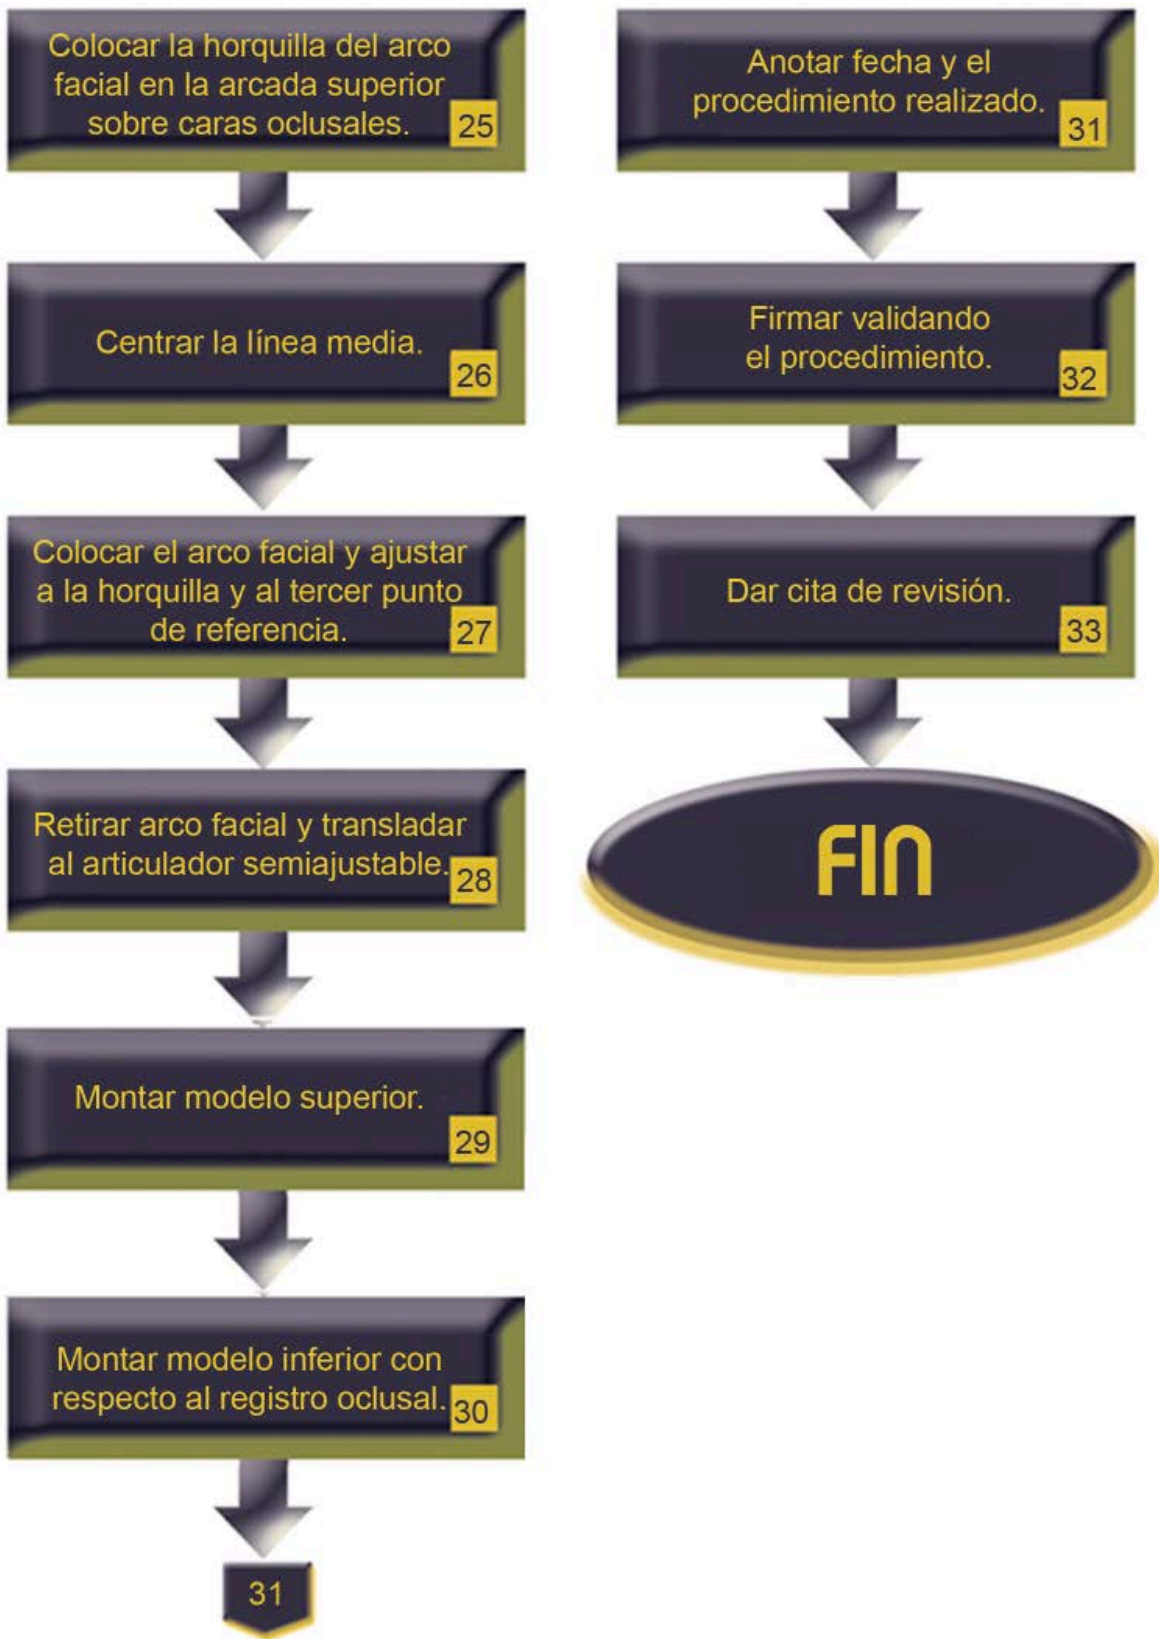 Colocar la horquilla del arco
facial en la arcada superior
sobre caras oclusales.
25
Centrar la línea media.
26
Colocar el arco facial y ajustar
a la horquilla y al tercer punto
de referencia.
27
Retirar arco facial y transladar
al articulador semiajustable.
28
Montar modelo superior.
29
Montar modelo inferior con
respecto al registro oclusal.
30
31
Anotar fecha y el
procedimiento realizado.
31
Firmar validando
el procedimiento.
32
Dar cita de revisión.
33
FIN